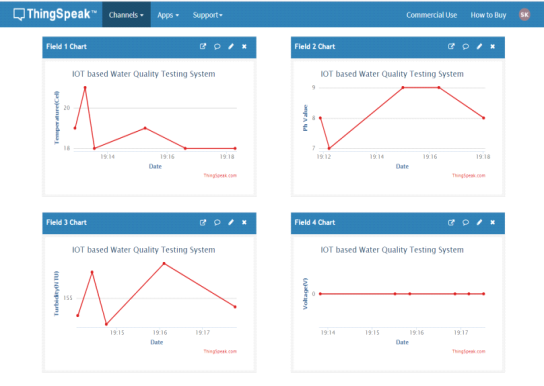 ThingSpeak™ Channels Apps Support Commercial Use How to Buy SK
Field 1 Chart
IOT based Water Quality Testing System
Temperature(Cel)
20
18
19:14 19:16 19:18
Date
ThingSpeak.com
Field 2 Chart
IOT based Water Quality Testing System
Ph Value
9
8
7
19:12 19:14 19:16 19:18
Date
ThingSpeak.com
Field 3 Chart
IOT based Water Quality Testing System
155
19:15 19:16 19:17
Date
ThingSpeak.com
Field 4 Chart
IOT based Water Quality Testing System
Voltage(V)
0
19:14 19:15 19:16 19:17
Date
ThingSpeak.com